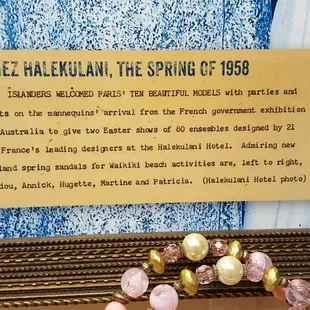 EZ HALEKULANI, THE SPRING OF 1958
ISLANDERS WELCOMED PARIS' TEN BEAUTIFUL MODELS with parties and
ts on the mannequins' arrival from the French government exhibition
Australia to give two Easter shows of 60 ensembles designed by 21
France's leading designers at the Halekulani Hotel. Admiring new
land spring sandals for Waikiki beach activities are, left to right,
dou, Annick, Hugette, Martine and Patricia. (Halekulani Hotel photo)